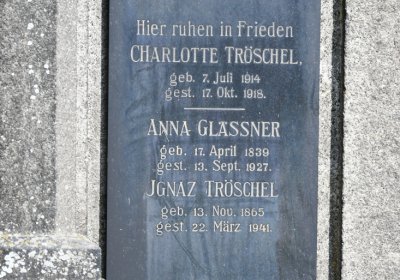 Hier ruhen in Frieden
CHARLOTTE TRÖSCHEL,
geb. 7. Juli 1914
gest. 17. Okt. 1918.
ANNA GLÄSSNER
geb. 17. April 1839
gest. 13. Sept. 1927.
JGNAZ TRÖSCHEL
geb. 13. Nov. 1865
gest. 22. März 1941.